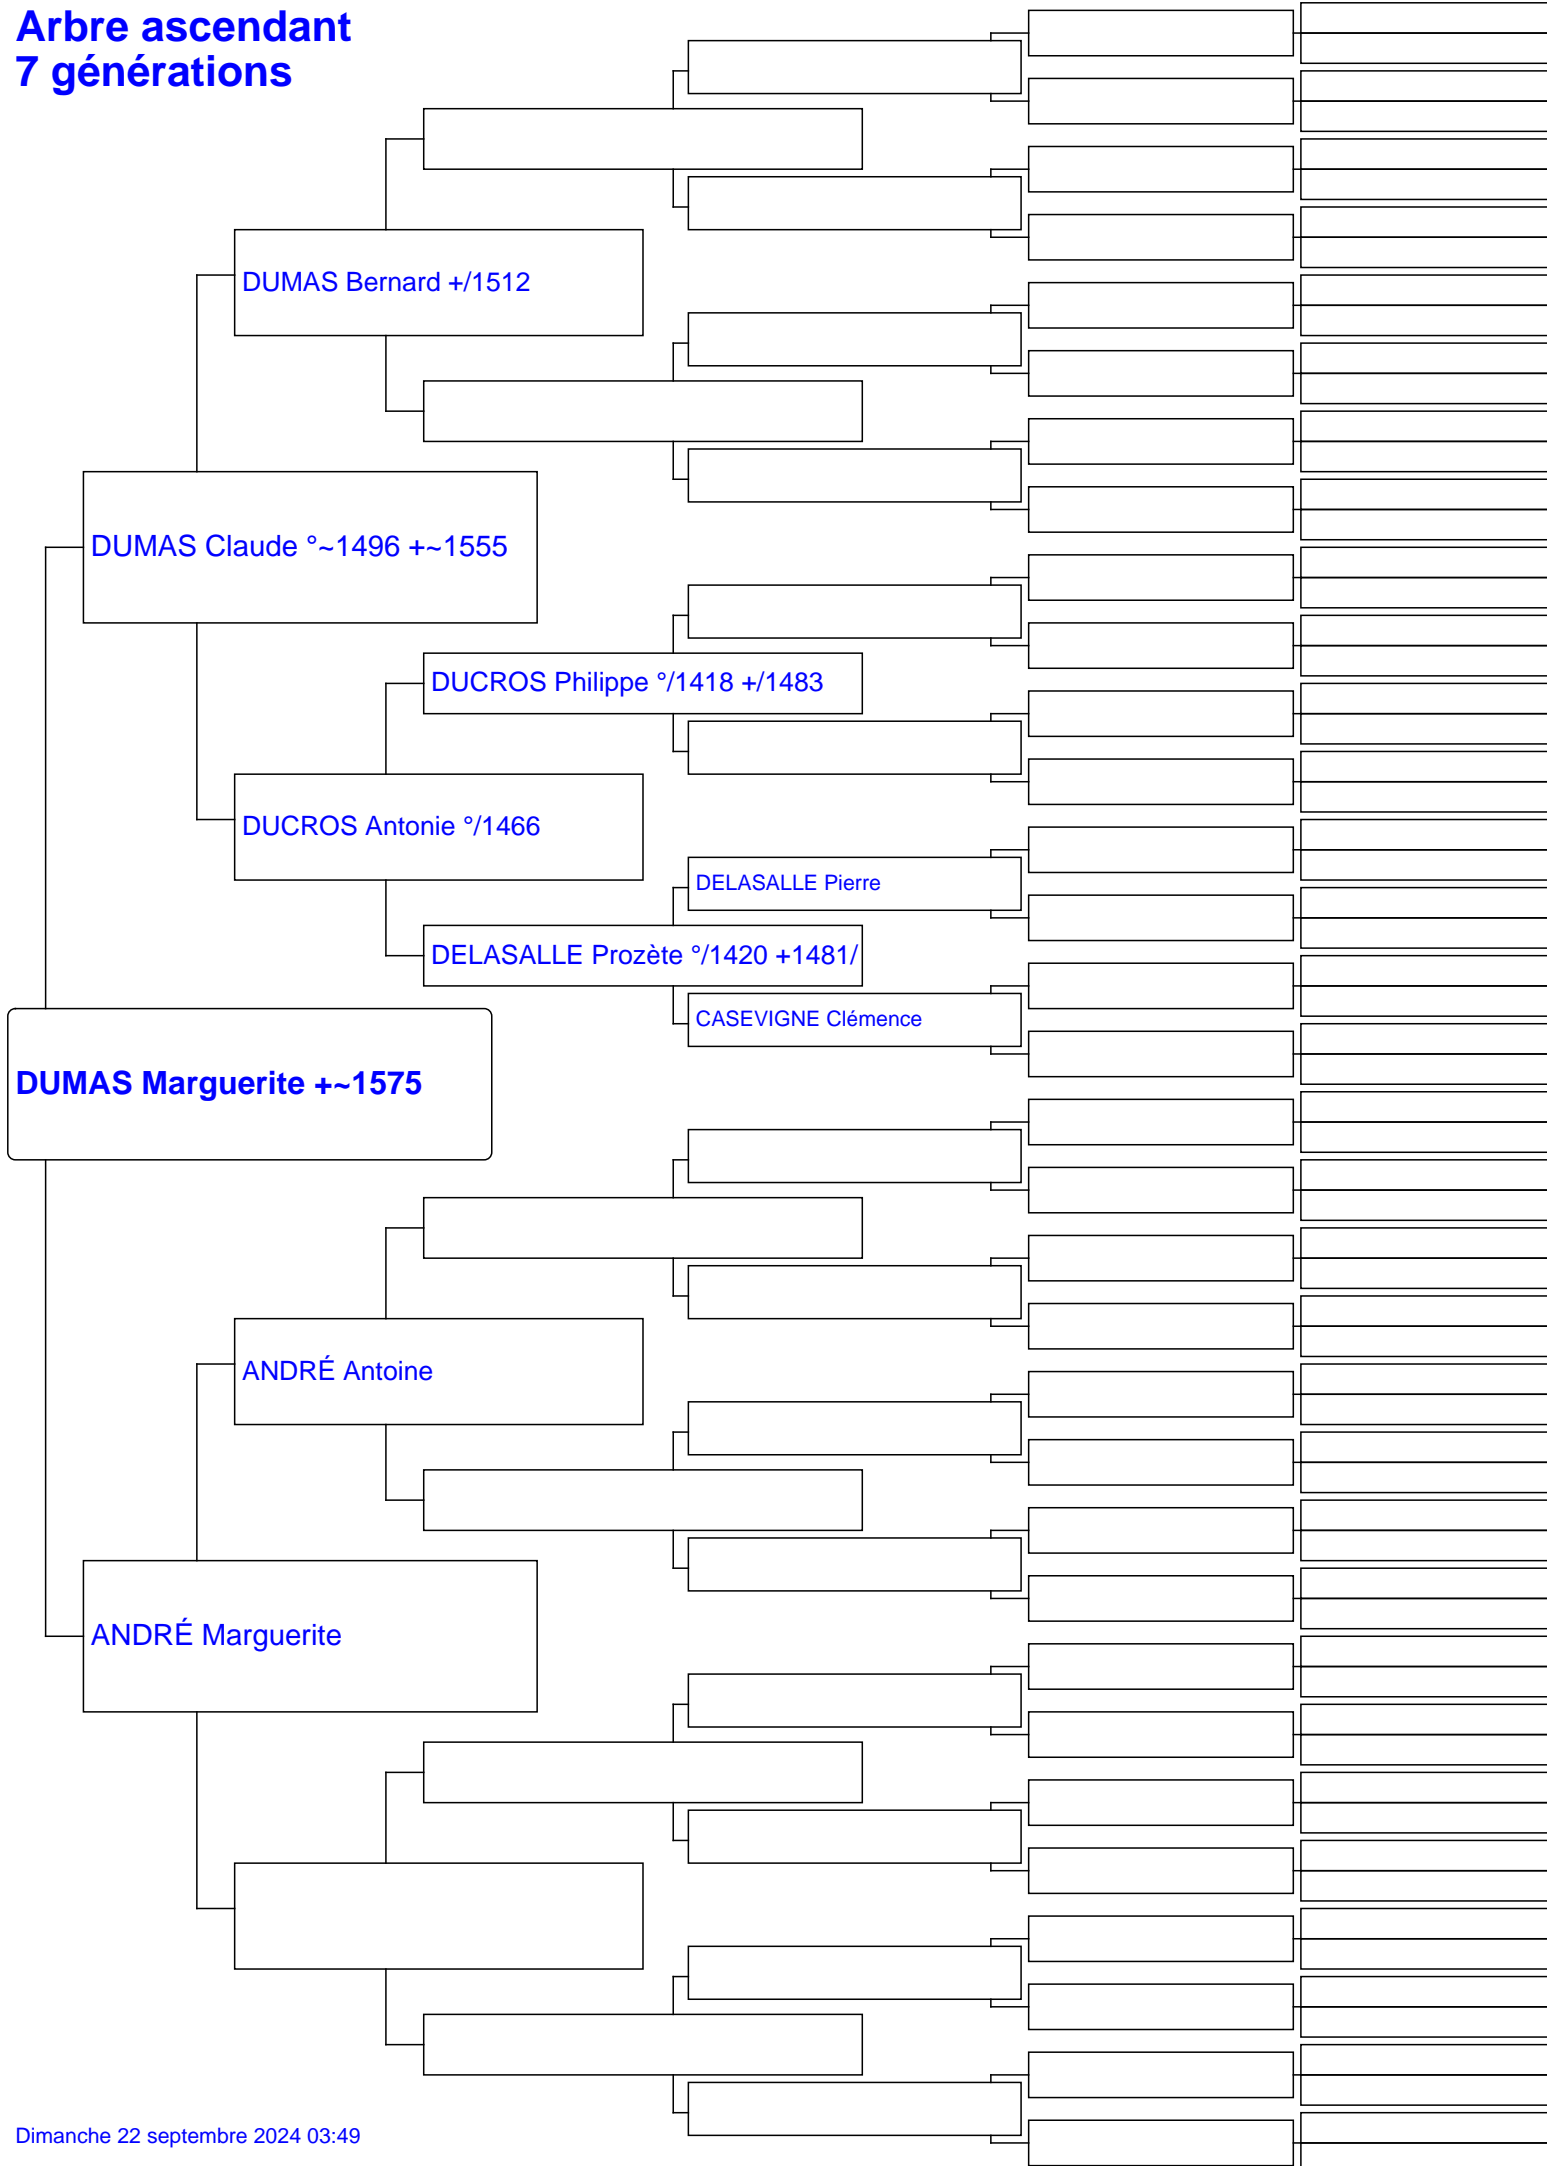 Arbre ascendant
7 générations
DUMAS Bernard +/1512
DUMAS Claude °~1496 +~1555
DUCROS Philippe °/1418 +/1483
DUCROS Antonie °/1466
DELASALLE Pierre
DELASALLE Prozète °/1420 +1481/
CASEVIGNE Clémence
DUMAS Marguerite +~1575
ANDRÉ Antoine
ANDRÉ Marguerite
Dimanche 22 septembre 2024 03:49